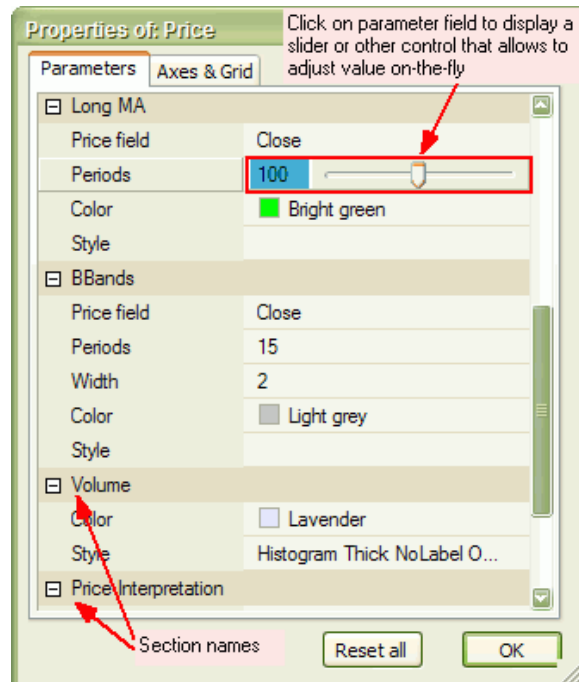 Properties of: Price
Click on parameter field to display a
slider or other control that allows to
adjust value on-the-fly
Parameters Axes & Grid
Long MA
Price field Close
Periods 100
Color Bright green
Style
BBands
Price field Close
Periods 15
Width 2
Color Light grey
Style
Volume
Color Lavender
Style Histogram Thick NoLabel O...
Price Interpretation
Section names
Reset all OK